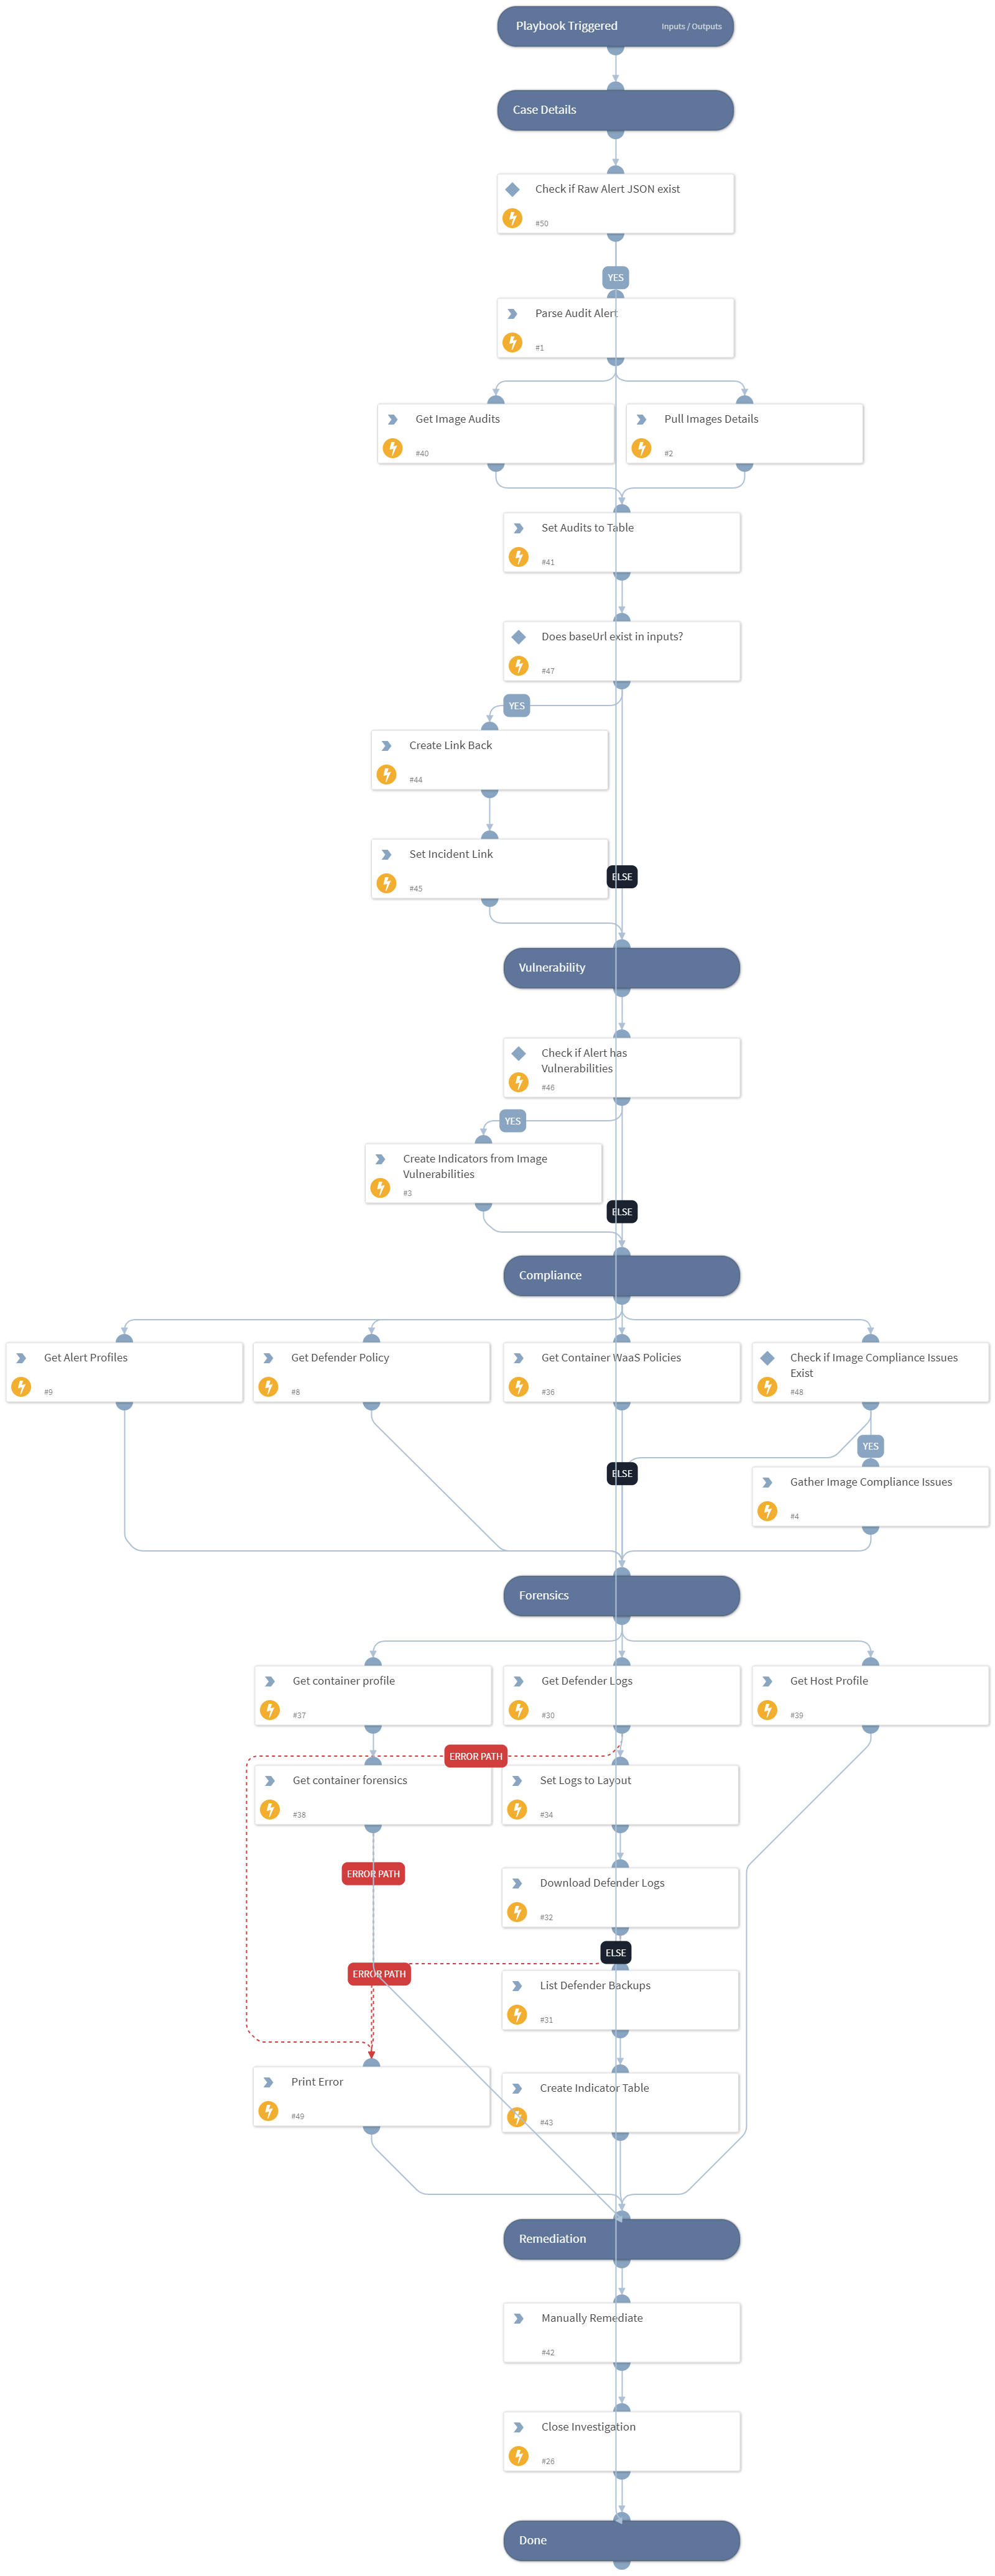 Playbook Triggered
Inputs / Outputs
Case Details
Check if Raw Alert JSON exist
#50
YES
Parse Audit Alert
#1
Get Image Audits
#40
Pull Images Details
#2
Set Audits to Table
#41
Does baseUrl exist in inputs?
#47
YES
Create Link Back
#44
Set Incident Link
#45
ELSE
Vulnerability
Check if Alert has
Vulnerabilities
#46
YES
Create Indicators from Image
Vulnerabilities
#3
ELSE
Compliance
Get Alert Profiles
#9
Get Defender Policy
#8
Get Container WaaS Policies
#36
Check if Image Compliance Issues
Exist
#48
YES
ELSE
Gather Image Compliance Issues
#4
Forensics
Get container profile
#37
Get Defender Logs
#30
Get Host Profile
#39
ERROR PATH
Get container forensics
#38
Set Logs to Layout
#34
ERROR PATH
Download Defender Logs
#32
ELSE
ERROR PATH
List Defender Backups
#31
Print Error
#49
Create Indicator Table
#43
Remediation
Manually Remediate
#42
Close Investigation
#26
Done